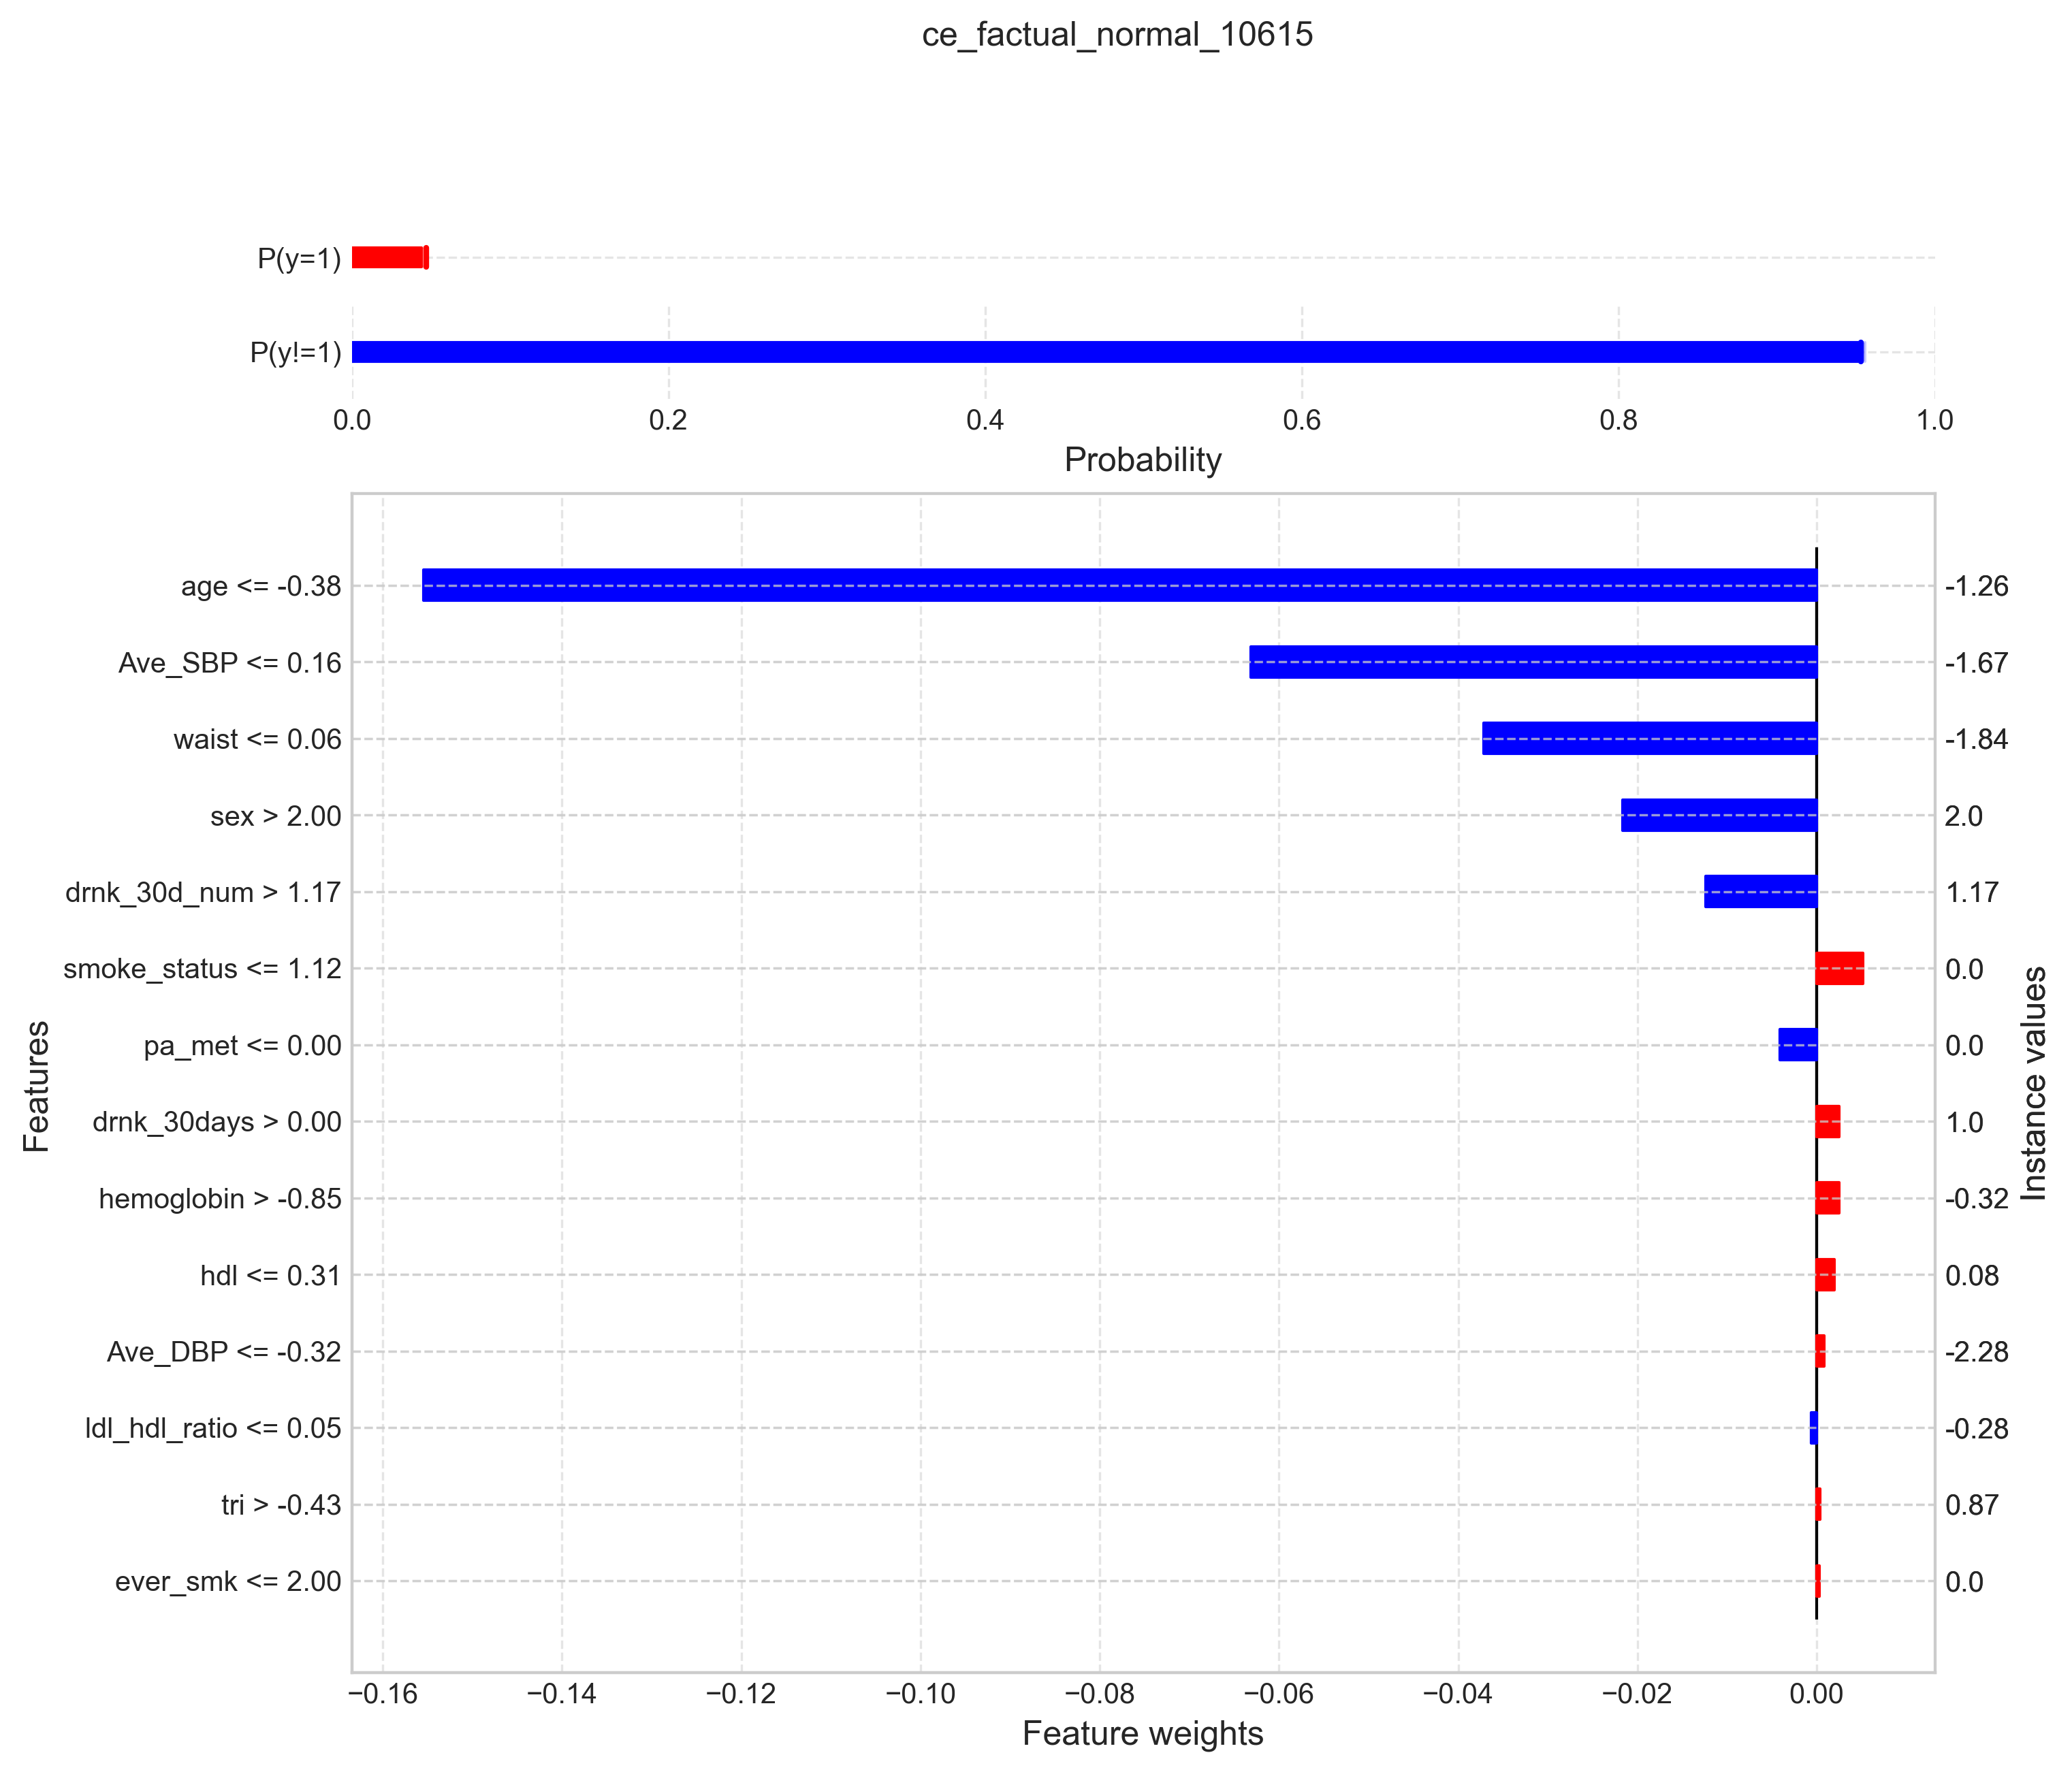 ce_factual_normal_10615
P(y=1)
P(y!=1)
0.0 0.2 0.4 0.6 0.8 1.0
Probability
age <= -0.38 -1.26
Ave_SBP <= 0.16 -1.67
waist <= 0.06 -1.84
sex > 2.00 2.0
drnk_30d_num > 1.17 1.17
smoke_status <= 1.12 0.0
pa_met <= 0.00 0.0
drnk_30days > 0.00 1.0
hemoglobin > -0.85 -0.32
hdl <= 0.31 0.08
Ave_DBP <= -0.32 -2.28
ldl_hdl_ratio <= 0.05 -0.28
tri > -0.43 0.87
ever_smk <= 2.00 0.0
Features
Instance values
−0.16 −0.14 −0.12 −0.10 −0.08 −0.06 −0.04 −0.02 0.00
Feature weights